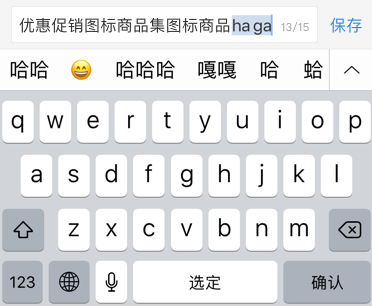 优惠促销图标商品集图标商品ha ga 13/15 保存
哈哈 😄 哈哈哈 嘎嘎 哈 蛤
q w e r t y u i o p
a s d f g h j k l
z x c v b n m
123 选定 确认